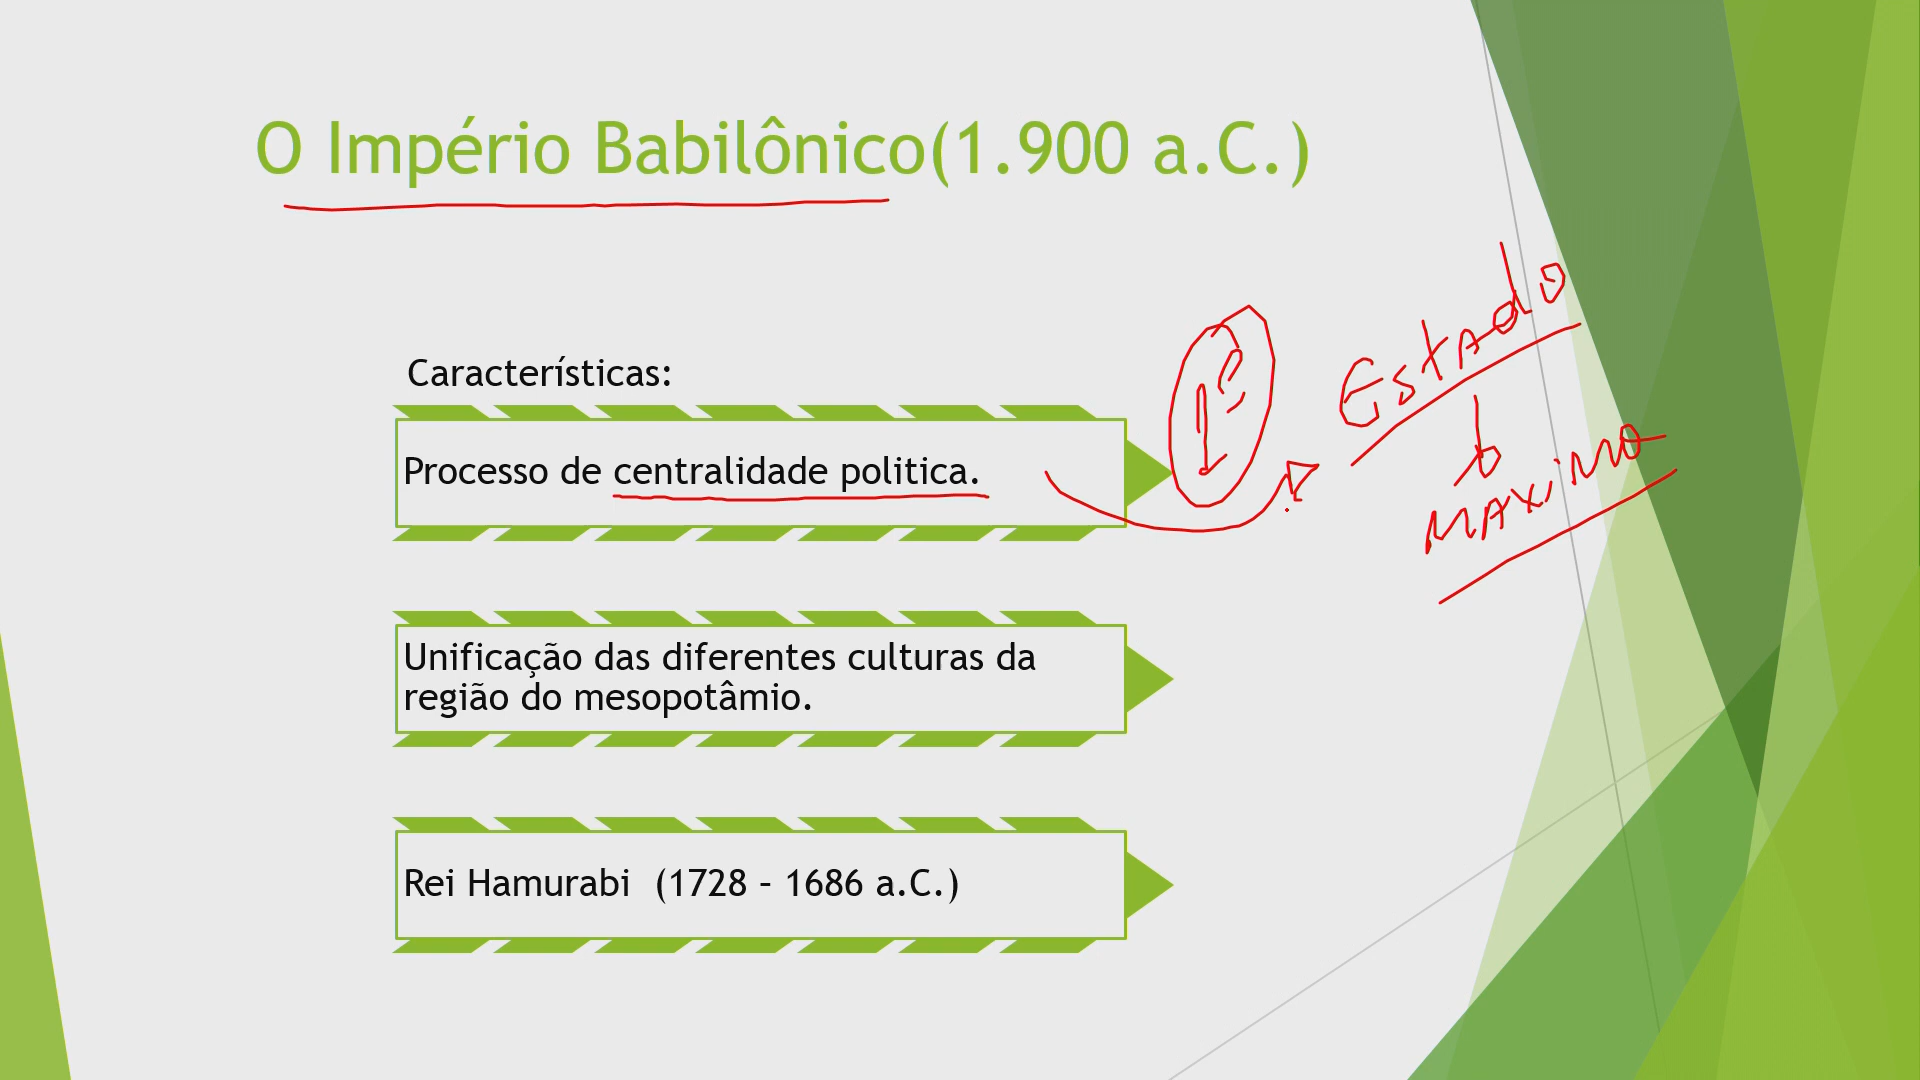 O Império Babilônico(1.900 a.C.)
Características:
Processo de centralidade politica.
1º
Estado
Maximo
Unificação das diferentes culturas da
região do mesopotâmio.
Rei Hamurabi (1728 – 1686 a.C.)